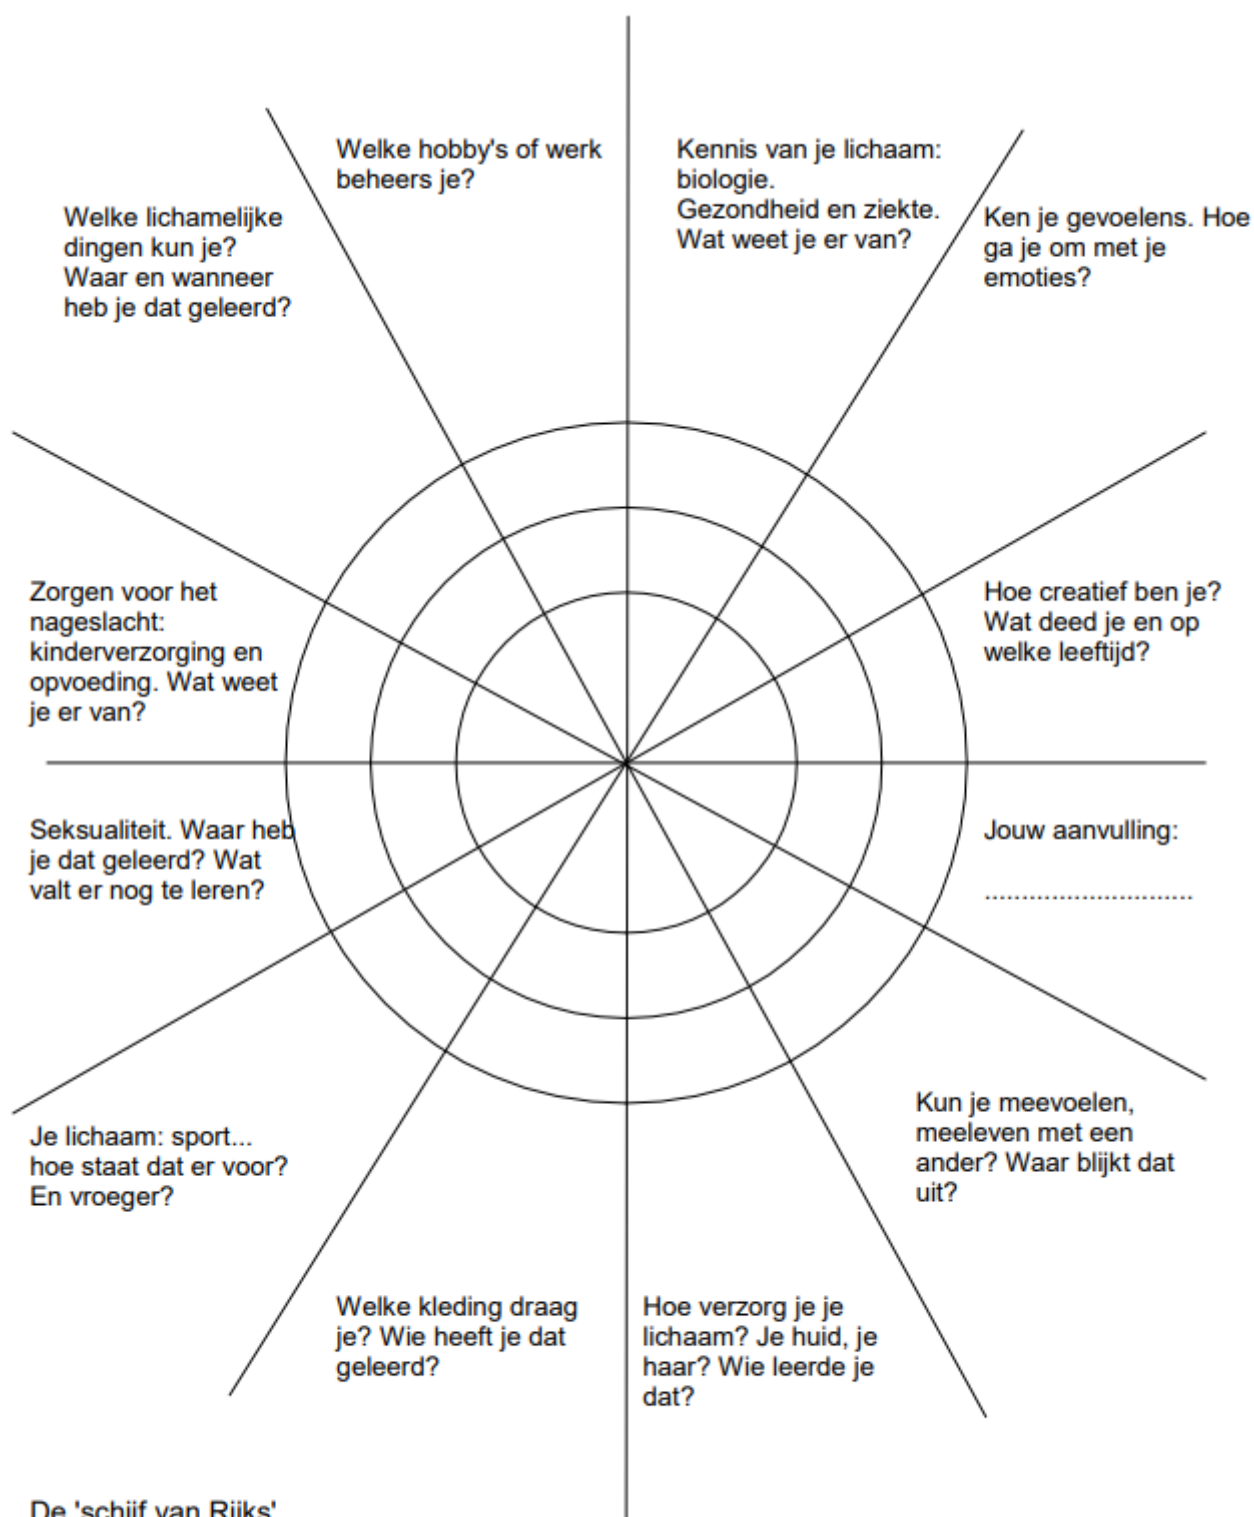 Welke hobby's of werk
beheers je?
Kennis van je lichaam:
biologie.
Gezondheid en ziekte.
Wat weet je er van?
Welke lichamelijke
dingen kun je?
Waar en wanneer
heb je dat geleerd?
Ken je gevoelens. Hoe
ga je om met je
emoties?
Zorgen voor het
nageslacht:
kinderverzorging en
opvoeding. Wat weet
je er van?
Hoe creatief ben je?
Wat deed je en op
welke leeftijd?
Seksualiteit. Waar heb
je dat geleerd? Wat
valt er nog te leren?
Jouw aanvulling:
............................
Je lichaam: sport...
hoe staat dat er voor?
En vroeger?
Kun je meevoelen,
meeleven met een
ander? Waar blijkt dat
uit?
Welke kleding draag
je? Wie heeft je dat
geleerd?
Hoe verzorg je je
lichaam? Je huid, je
haar? Wie leerde je
dat?
De 'schijf van Rijks'